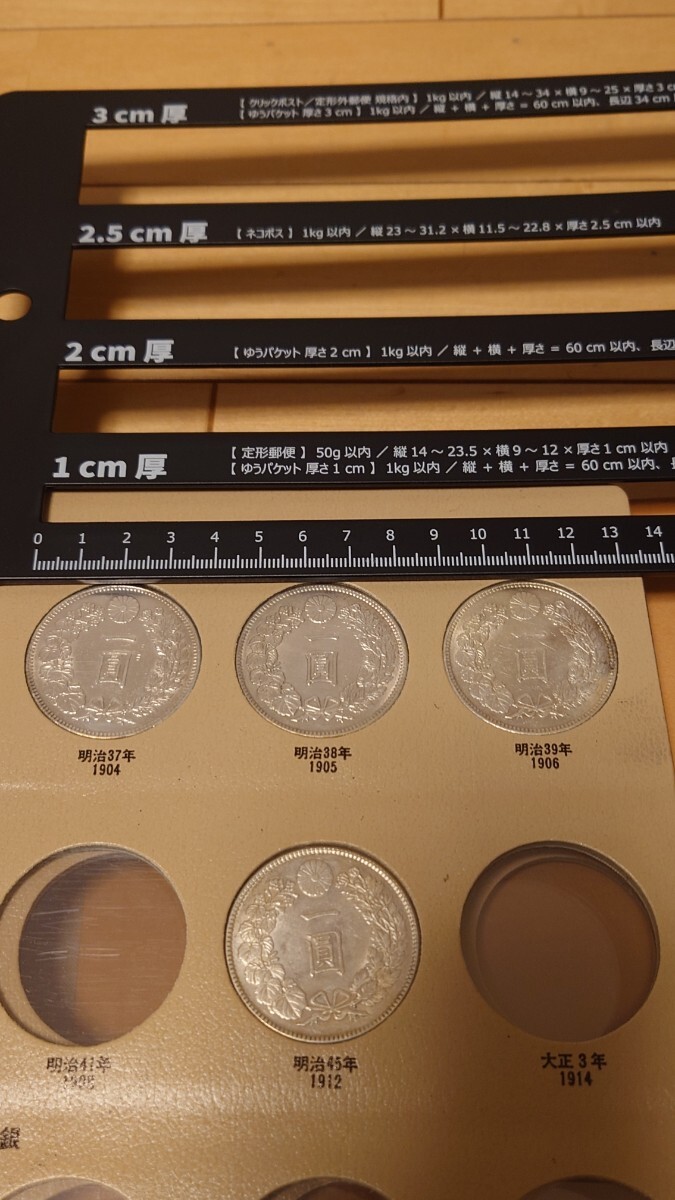 3 cm 厚
【 クリックポスト／定形外郵便 規格内 】 1kg 以内 ／ 縦 14 ～ 34 × 横 9 ～ 25 × 厚さ 3 c
【 ゆうパケット 厚さ 3 cm 】 1kg 以内 ／ 縦 + 横 + 厚さ = 60 cm 以内、長辺 34 cm
2.5 cm 厚
【 ネコポス 】 1kg 以内 ／ 縦 23 ～ 31.2 × 横 11.5 ～ 22.8 × 厚さ 2.5 cm 以内
2 cm 厚
【 ゆうパケット 厚さ 2 cm 】 1kg 以内 ／ 縦 + 横 + 厚さ = 60 cm 以内、長辺
1 cm 厚
【 定形郵便 】 50g 以内 ／ 縦 14 ～ 23.5 × 横 9 ～ 12 × 厚さ 1 cm 以内
【 ゆうパケット 厚さ 1 cm 】 1kg 以内 ／ 縦 + 横 + 厚さ = 60 cm 以内、
0 1 2 3 4 5 6 7 8 9 10 11 12 13 14
一圓
一圓
一圓
明治37年
1904
明治38年
1905
明治39年
1906
一圓
明治41年
明治45年
1912
大正3年
1914
銀